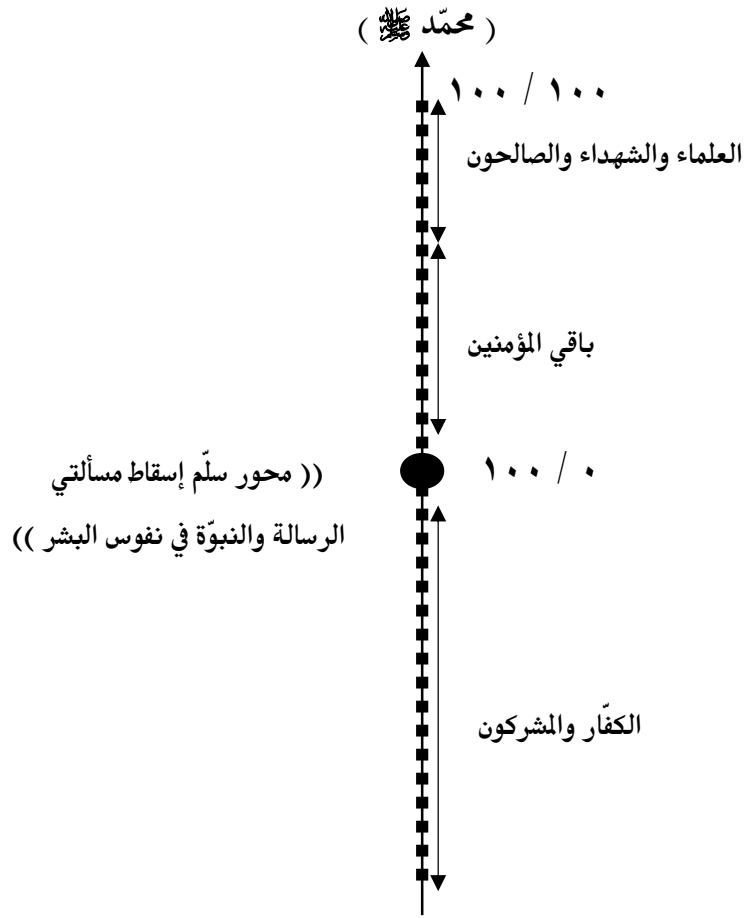 ( محمّد ﷺ )
١٠٠ / ١٠٠
العلماء والشهداء والصالحون
باقي المؤمنين
١٠٠ / ٠
(( محور سلّم إسقاط مسألتي
الرسالة والنبوّة في نفوس البشر ))
الكفّار والمشركون